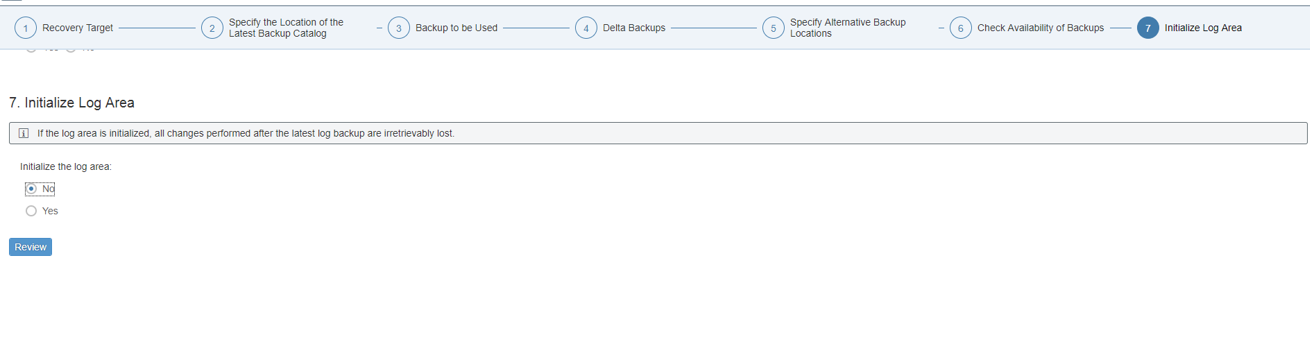 1 Recovery Target
2 Specify the Location of the
Latest Backup Catalog
3 Backup to be Used
4 Delta Backups
5 Specify Alternative Backup
Locations
6 Check Availability of Backups
7 Initialize Log Area
7. Initialize Log Area
If the log area is initialized, all changes performed after the latest log backup are irretrievably lost.
Initialize the log area:
No
Yes
Review